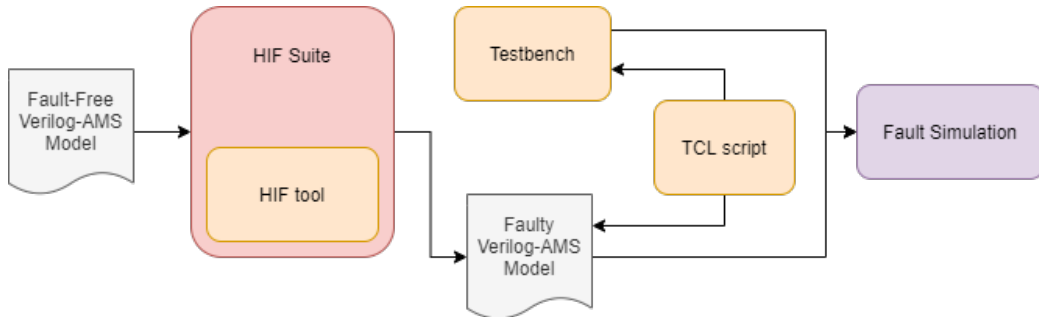 Fault-Free
Verilog-AMS
Model
HIF Suite
HIF tool
Testbench
TCL script
Faulty
Verilog-AMS
Model
Fault Simulation